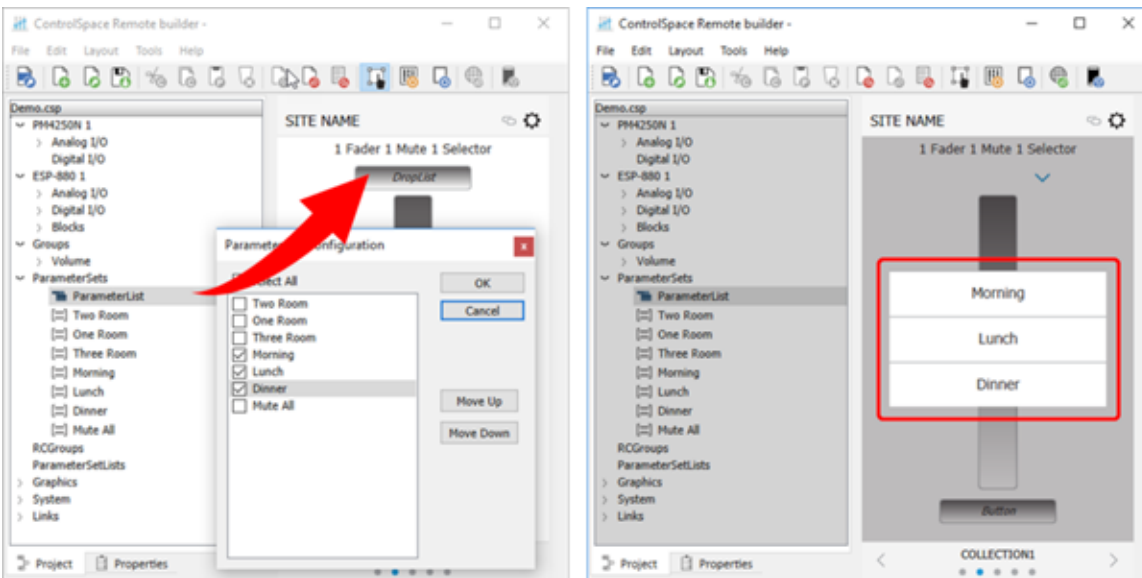 ControlSpace Remote builder -
File Edit Layout Tools Help
Demo.csp
PM4250N 1
Analog I/O
Digital I/O
ESP-880 1
Analog I/O
Digital I/O
Blocks
Groups
Volume
ParameterSets
ParameterList
Two Room
One Room
Three Room
Morning
Lunch
Dinner
Mute All
RCGroups
ParameterSetLists
Graphics
System
Links
Project Properties
SITE NAME
1 Fader 1 Mute 1 Selector
DropList
OK
Cancel
Two Room
One Room
Three Room
Morning
Lunch
Dinner
Mute All
Move Up
Move Down
ControlSpace Remote builder -
File Edit Layout Tools Help
Demo.csp
PM4250N 1
Analog I/O
Digital I/O
ESP-880 1
Analog I/O
Digital I/O
Blocks
Groups
Volume
ParameterSets
ParameterList
Two Room
One Room
Three Room
Morning
Lunch
Dinner
Mute All
RCGroups
ParameterSetLists
Graphics
System
Links
Project Properties
SITE NAME
1 Fader 1 Mute 1 Selector
Morning
Lunch
Dinner
Button
COLLECTION1